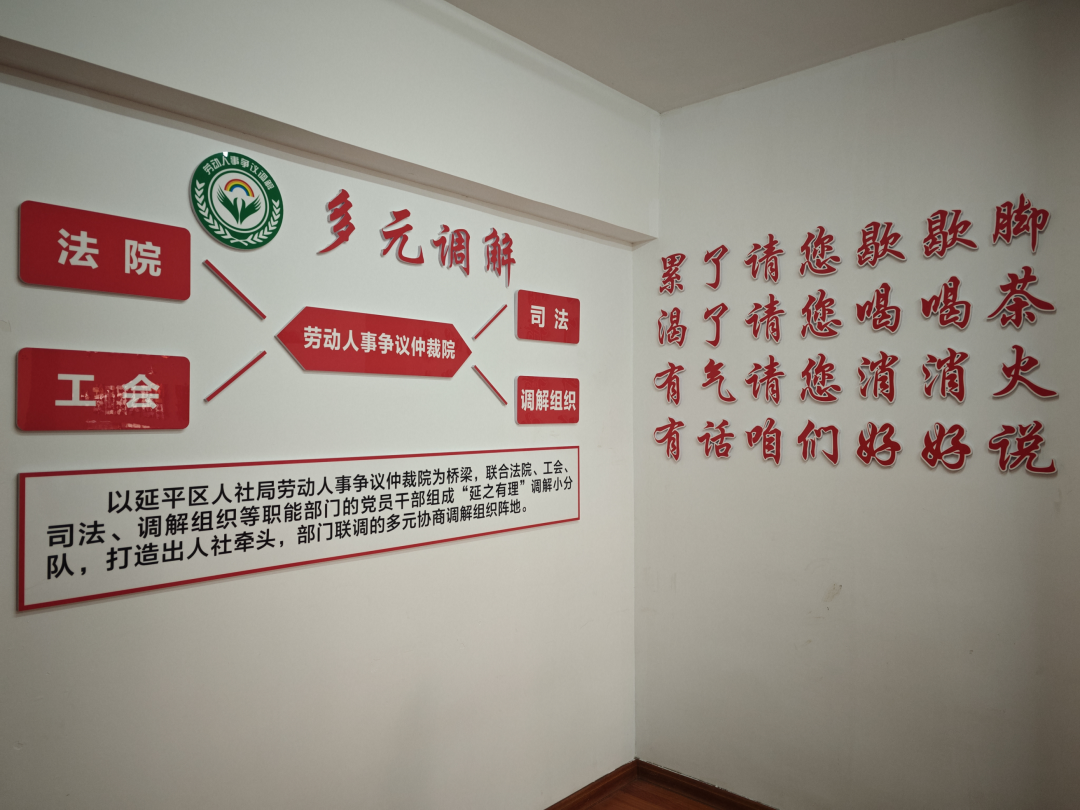 劳动人事争议调解
多元调解
法院
工会
劳动人事争议仲裁院
司法
调解组织
以延平区人社局劳动人事争议仲裁院为桥梁，联合法院、工会、
司法、调解组织等职能部门的党员干部组成“延之有理”调解小分
队，打造出人社牵头，部门联调的多元协商调解组织阵地。
累了请您歇歇脚
渴了请您喝喝茶
有气请您消消火
有话咱们好好说